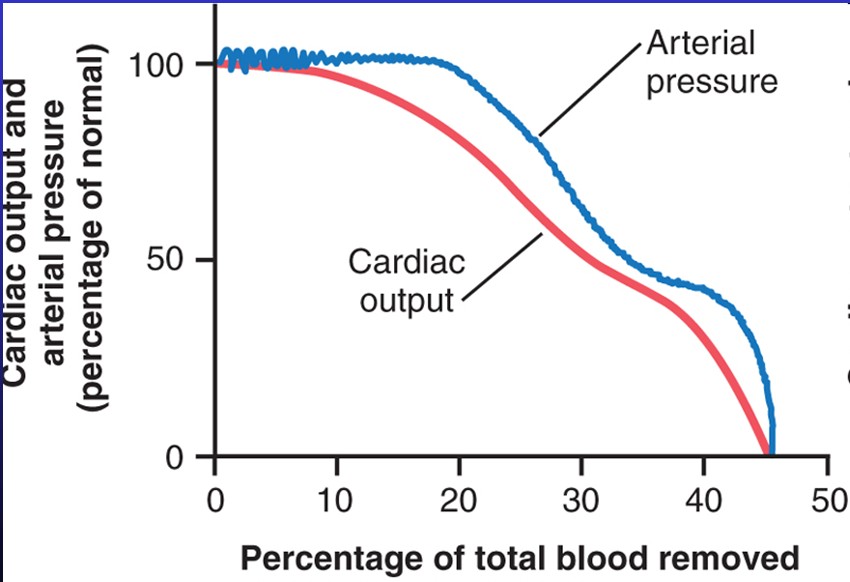 Cardiac output and
arterial pressure
(percentage of normal)
100
50
0
Arterial
pressure
Cardiac
output
0 10 20 30 40 50
Percentage of total blood removed